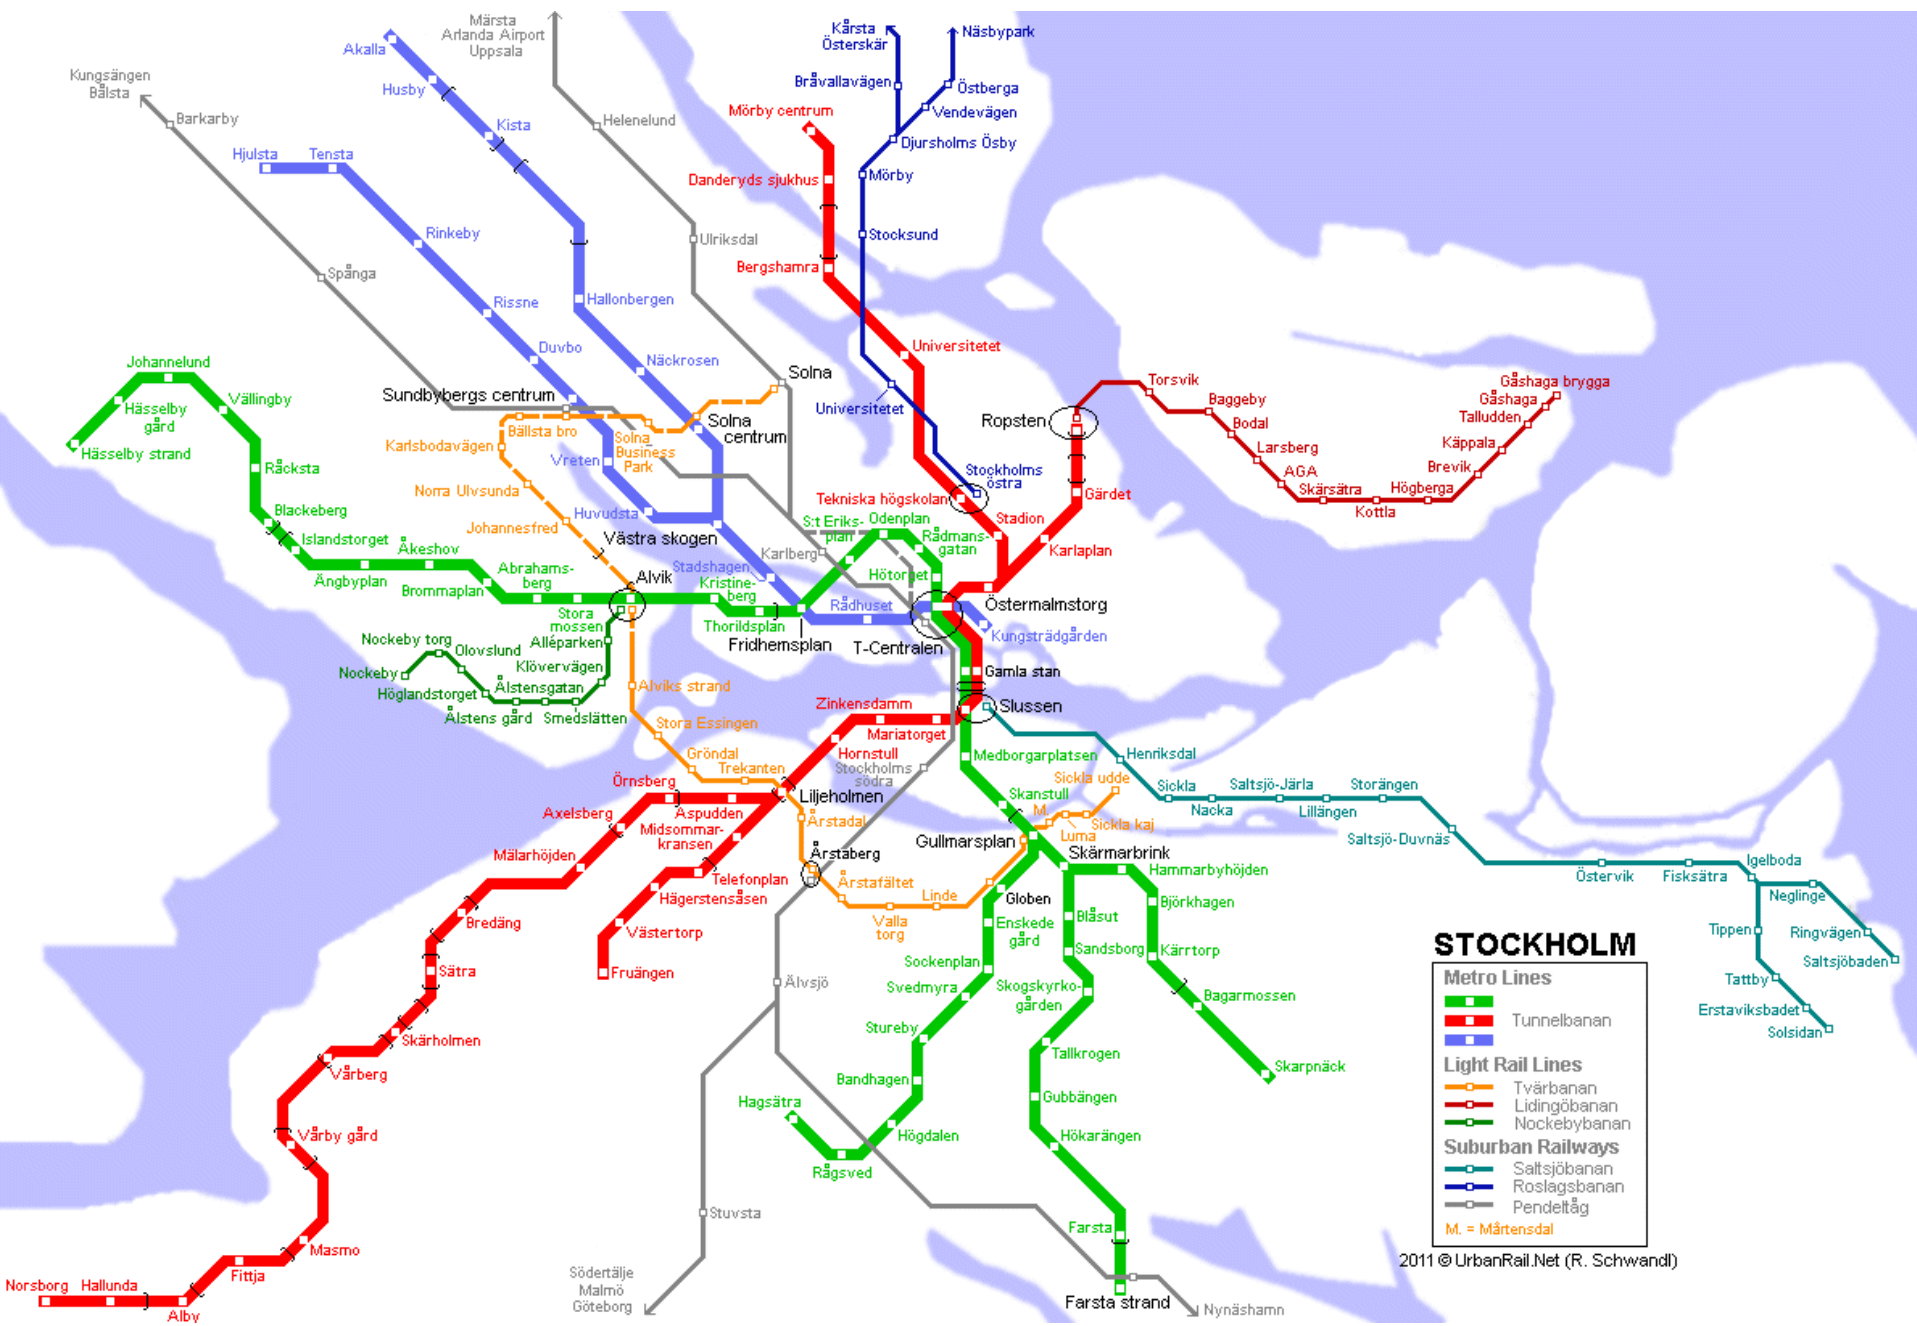 Märsta
Arlanda Airport
Uppsala
Kårsta
Österskär
Näsbypark
Akalla
Kungsängen
Bålsta
Husby
Bråvallavägen
Östberga
Vendevägen
Mörby centrum
Barkarby
Kista
Helenelund
Djursholms Ösby
Hjulsta
Tensta
Danderyds sjukhus
Mörby
Rinkeby
Ulriksdal
Stocksund
Spånga
Bergshamra
Rissne
Hallonbergen
Duvbo
Näckrosen
Universitetet
Johannelund
Solna
Torsvik
Gåshaga brygga
Gåshaga
Talludden
Sundbybergs centrum
Vällingby
Hässelby
gård
Universitetet
Baggeby
Ropsten
Bodal
Solna
centrum
Bällsta bro
Solna
Business
Park
Karlsbodavägen
Hässelby strand
Larsberg
Käppala
Råcksta
Vreten
Brevik
AGA
Stockholms
östra
Norra Ulvsunda
Tekniska högskolan
Gärdet
Skärsätra
Högberga
Kottla
Blackeberg
Huvudsta
S:t Eriks-
plan
Odenplan
Stadion
Johannesfred
Västra skogen
Rådmans-
gatan
Islandstorget
Åkeshov
Karlberg
Karlaplan
Ängbyplan
Brommaplan
Abrahams-
berg
Alvik
Stadshagen
Kristine-
berg
Hötorget
Stora
mossen
Thorildsplan
Rådhuset
Östermalmstorg
Kungsträdgården
Fridhemsplan
T-Centralen
Nockeby torg
Olovslund
Alléparken
Klövervägen
Nockeby
Höglandstorget
Ålstensgatan
Ålstens gård
Smedslätten
Alviks strand
Gamla stan
Zinkensdamm
Slussen
Mariatorget
Stora Essingen
Hornstull
Gröndal
Trekanten
Medborgarplatsen
Henriksdal
Stockholms
södra
Sickla udde
Örnsberg
Liljeholmen
Skanstull
Sickla
Nacka
Saltsjö-Järla
Lillängen
Storängen
Axelsberg
Aspudden
Midsommar-
kransen
Årstadal
M.
Luma
Sickla kaj
Saltsjö-Duvnäs
Gullmarsplan
Mälarhöjden
Årstaberg
Skärmarbrink
Hammarbyhöjden
Igelboda
Telefonplan
Årstafältet
Östervik
Fisksätra
Hägerstensåsen
Linde
Globen
Björkhagen
Neglinge
Bredäng
Västertorp
Valla
torg
Enskede
gård
Blåsut
Tippen
Ringvägen
Sandsborg
Kärrtorp
Saltsjöbaden
Sätra
Fruängen
Sockenplan
Älvsjö
Svedmyra
Skogskyrko-
gården
Bagarmossen
Tattby
Erstaviksbadet
Solsidan
Skärholmen
Stureby
Tallkrogen
Vårberg
Bandhagen
Skarpnäck
Hagsätra
Gubbängen
Vårby gård
Högdalen
Hökarängen
Rågsved
Stuvsta
Farsta
Masmo
Norsborg
Hallunda
Fittja
Alby
Södertälje
Malmö
Göteborg
Farsta strand
Nynäshamn
STOCKHOLM
Metro Lines
Tunnelbanan
Light Rail Lines
Tvärbanan
Lidingöbanan
Nockebybanan
Suburban Railways
Saltsjöbanan
Roslagsbanan
Pendeltåg
M. = Mårtensdal
2011 © UrbanRail.Net (R. Schwandl)